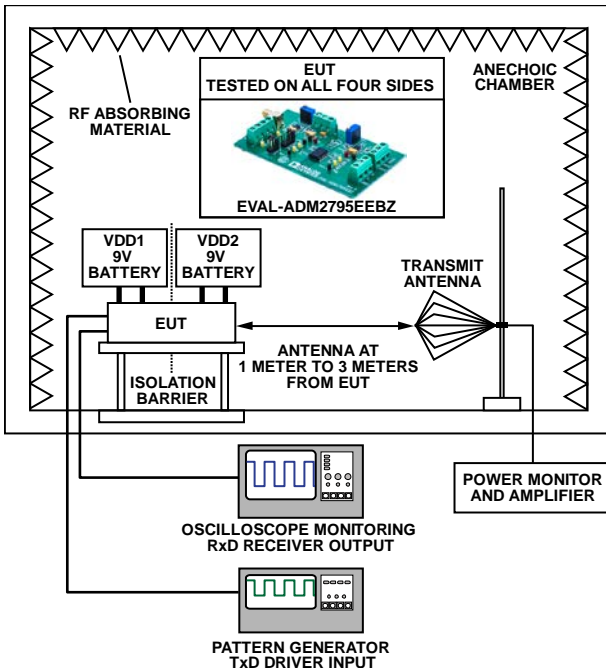 EUT
TESTED ON ALL FOUR SIDES
EVAL-ADM2795EEBZ
ANECHOIC
CHAMBER
RF ABSORBING
MATERIAL
VDD1
9V
BATTERY
VDD2
9V
BATTERY
TRANSMIT
ANTENNA
EUT
ANTENNA AT
1 METER TO 3 METERS
FROM EUT
ISOLATION
BARRIER
POWER MONITOR
AND AMPLIFIER
OSCILLOSCOPE MONITORING
RxD RECEIVER OUTPUT
PATTERN GENERATOR
TxD DRIVER INPUT